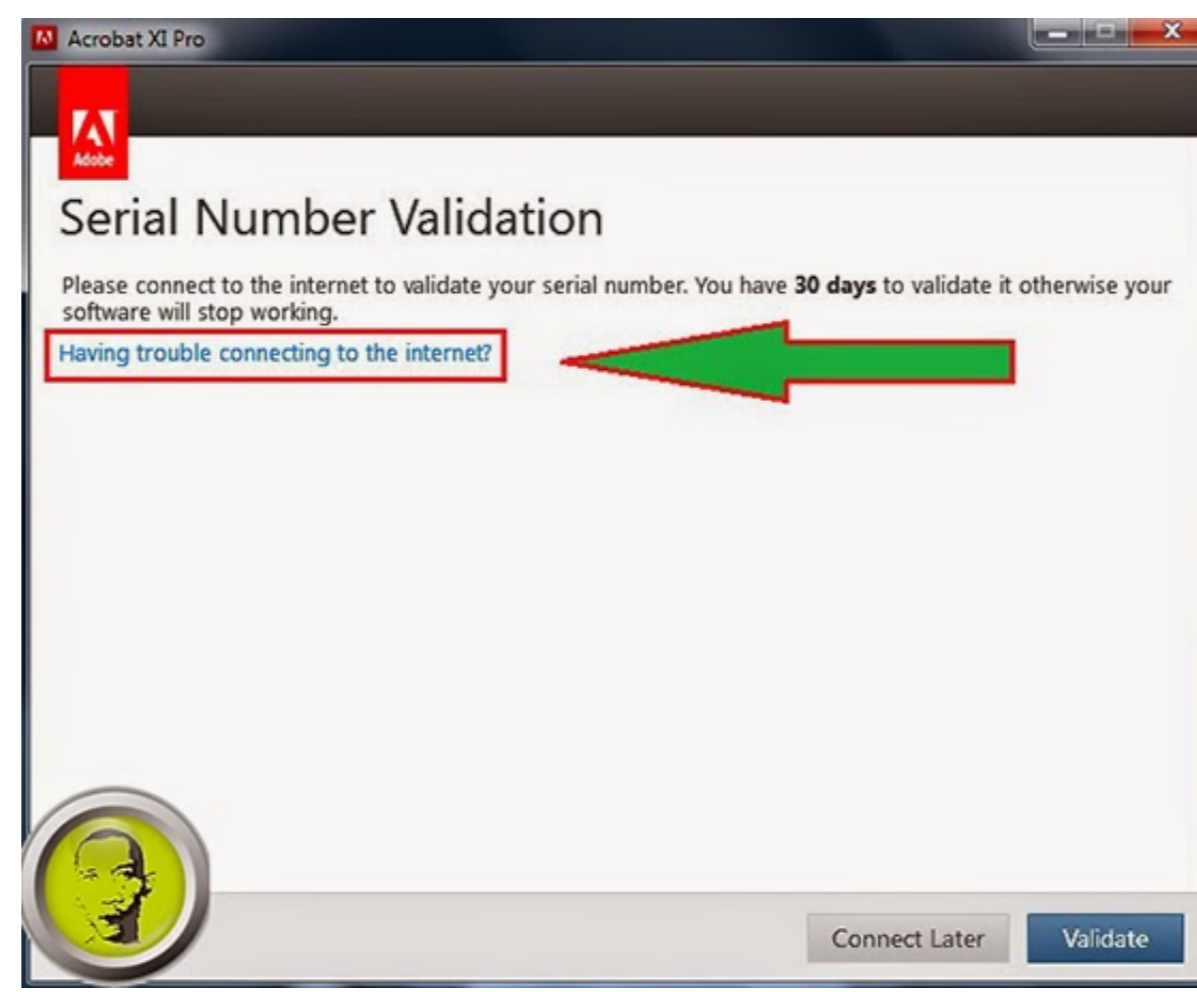 Acrobat XI Pro
Adobe
Serial Number Validation
Please connect to the internet to validate your serial number. You have 30 days to validate it otherwise your
software will stop working.
Having trouble connecting to the internet?
Connect Later
Validate